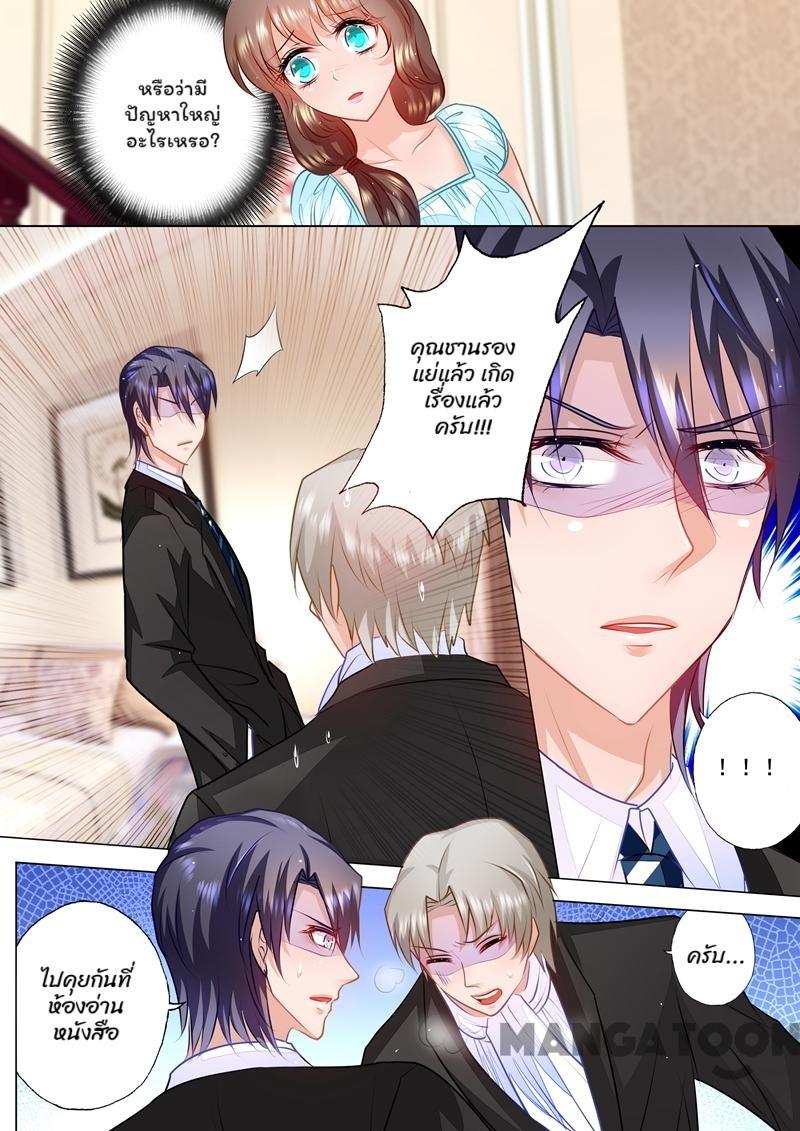 หรือว่ามี
ปัญหาใหญ่
อะไรเหรอ?
คุณชานรอง
แย่แล้ว เกิด
เรื่องแล้ว
ครับ!!!
! ! !
ไปคุยกันที่
ห้องอ่าน
หนังสือ
ครับ...
MANGATOON